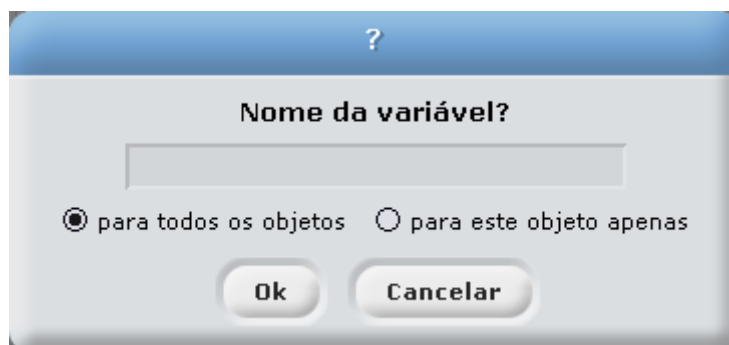 ?
Nome da variável?
para todos os objetos para este objeto apenas
Ok Cancelar